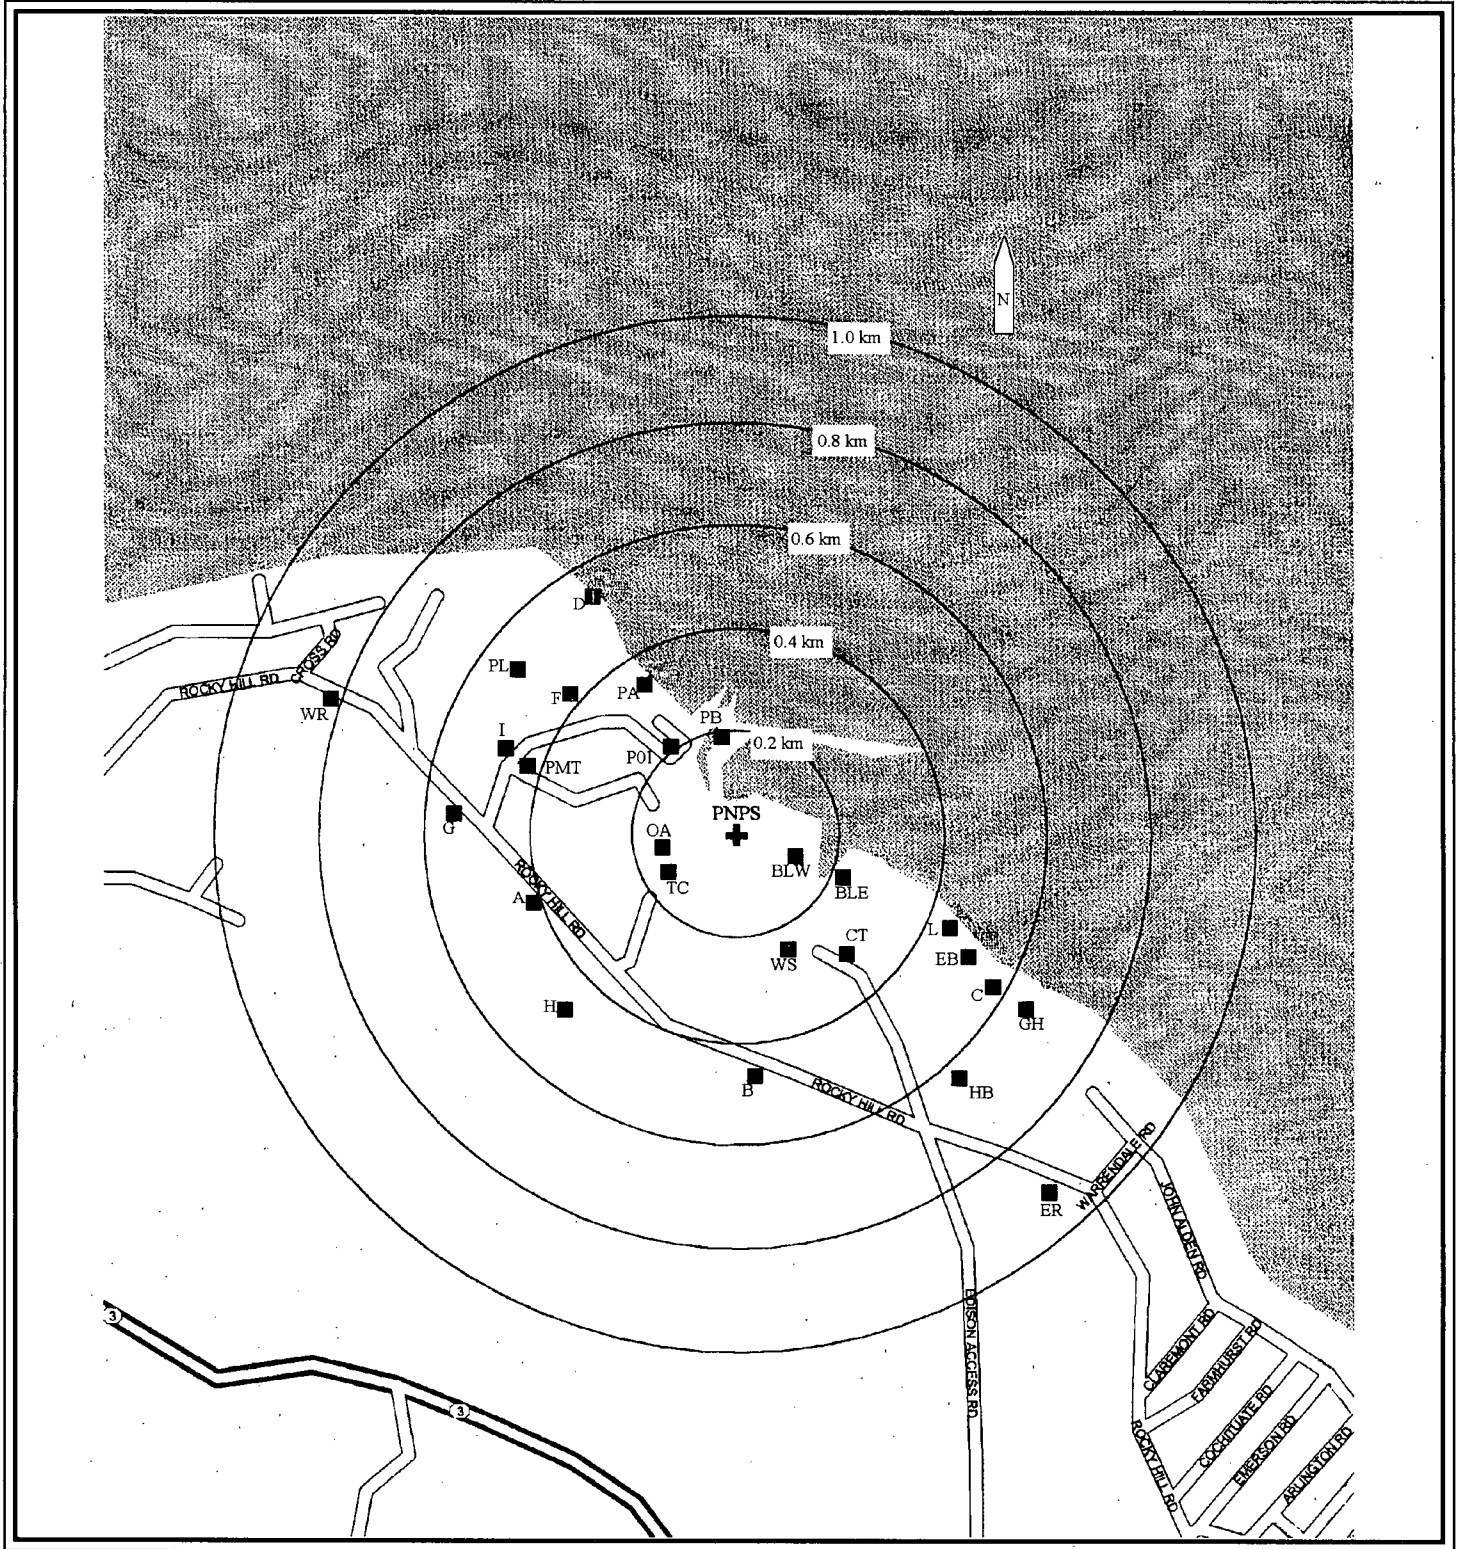 N
1.0 km
0.8 km
0.6 km
D
0.4 km
CROSS RD
PL
F
PA
ROCKY HILL RD
WR
PB
I
P0I
0.2 km
PMT
PNPS
G
OA
BLW
TC
BLE
ROCKY HILL RD
A
L
CT
WS
EB
C
H
GH
B
ROCKY HILL RD
HB
WARRENDALE RD
ER
JOHN ALDEN RD
3
EDISON ACCESS RD
CLAREMONT RD
FARMHURST RD
3
COCHITUATE RD
ROCKY HILL RD
EMERSON RD
ARLINGTON RD